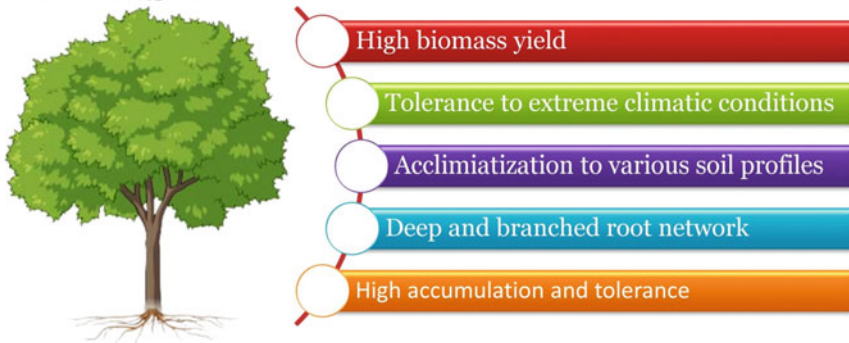 High biomass yield
Tolerance to extreme climatic conditions
Acclimiatization to various soil profiles
Deep and branched root network
High accumulation and tolerance